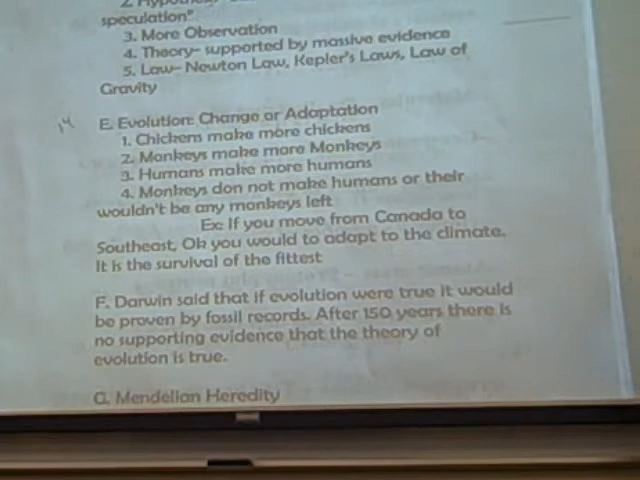 2. Hypothesis-
speculation"
3. More Observation
4. Theory- supported by massive evidence
5. Law- Newton Law, Kepler's Laws, Law of
Gravity
14
E. Evolution: Change or Adaptation
1. Chickens make more chickens
2. Monkeys make more Monkeys
3. Humans make more humans
4. Monkeys don not make humans or their
wouldn't be any monkeys left
Ex: If you move from Canada to
Southeast, Ok you would to adapt to the climate.
It is the survival of the fittest
F. Darwin said that if evolution were true it would
be proven by fossil records. After 150 years there is
no supporting evidence that the theory of
evolution is true.
G. Mendelian Heredity